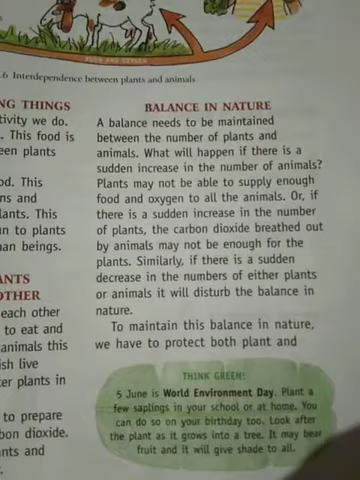 FOOD AND OXYGEN
.6 Interdependence between plants and animals
NG THINGS
tivity we do.
. This food is
een plants
od. This
ns and
lants. This
un to plants
an beings.
ANTS
OTHER
each other
to eat and
animals this
ish live
er plants in
to prepare
bon dioxide.
nts and
BALANCE IN NATURE
A balance needs to be maintained
between the number of plants and
animals. What will happen if there is a
sudden increase in the number of animals?
Plants may not be able to supply enough
food and oxygen to all the animals. Or, if
there is a sudden increase in the number
of plants, the carbon dioxide breathed out
by animals may not be enough for the
plants. Similarly, if there is a sudden
decrease in the numbers of either plants
or animals it will disturb the balance in
nature.
To maintain this balance in nature,
we have to protect both plant and
THINK GREEN!
5 June is World Environment Day. Plant a
few saplings in your school or at home. You
can do so on your birthday too. Look after
the plant as it grows into a tree. It may bear
fruit and it will give shade to all.